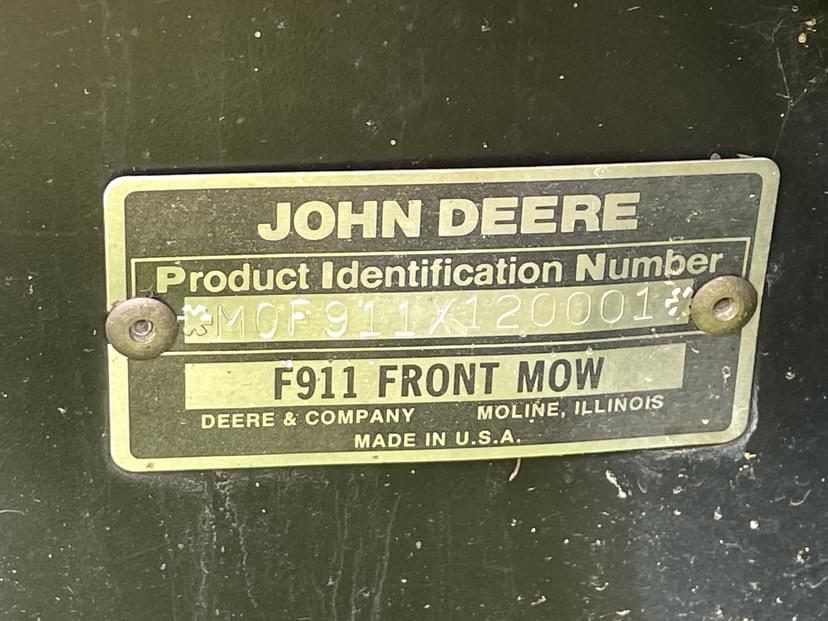 JOHN DEERE
Product Identification Number
*M0F911X120001*
F911 FRONT MOW
DEERE & COMPANY MOLINE, ILLINOIS
MADE IN U.S.A.